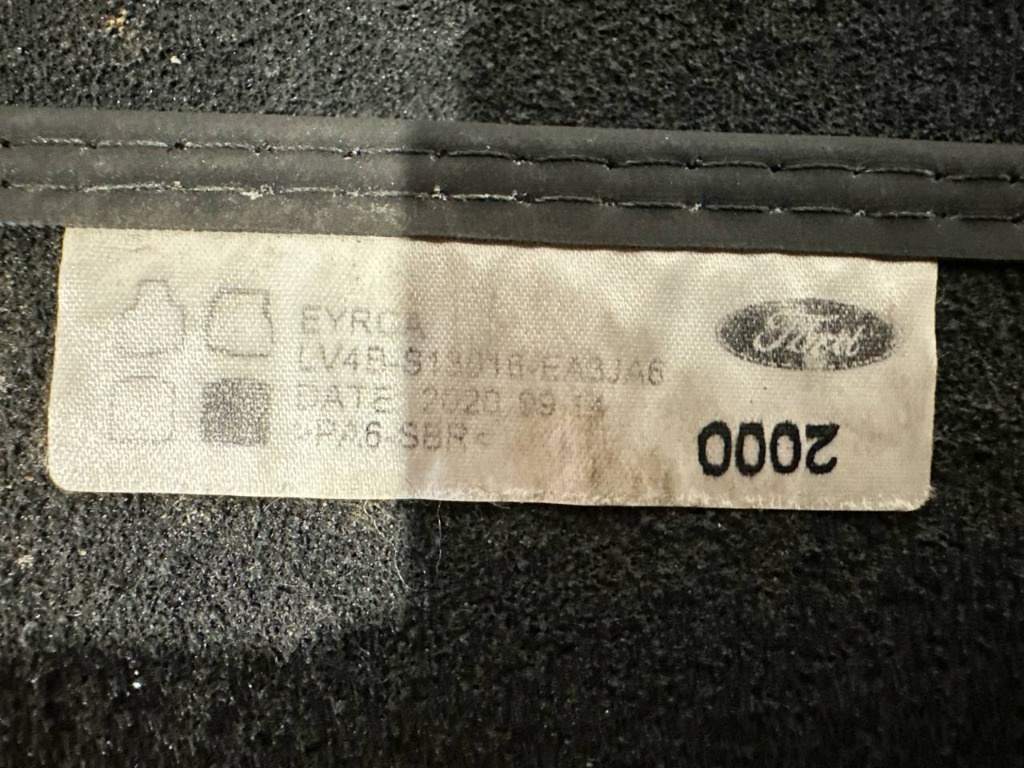 EYRCA
LV4B-S13016-EA3JA6
DATE 2020 09 14
>PA6-SBR<
Ford
2000